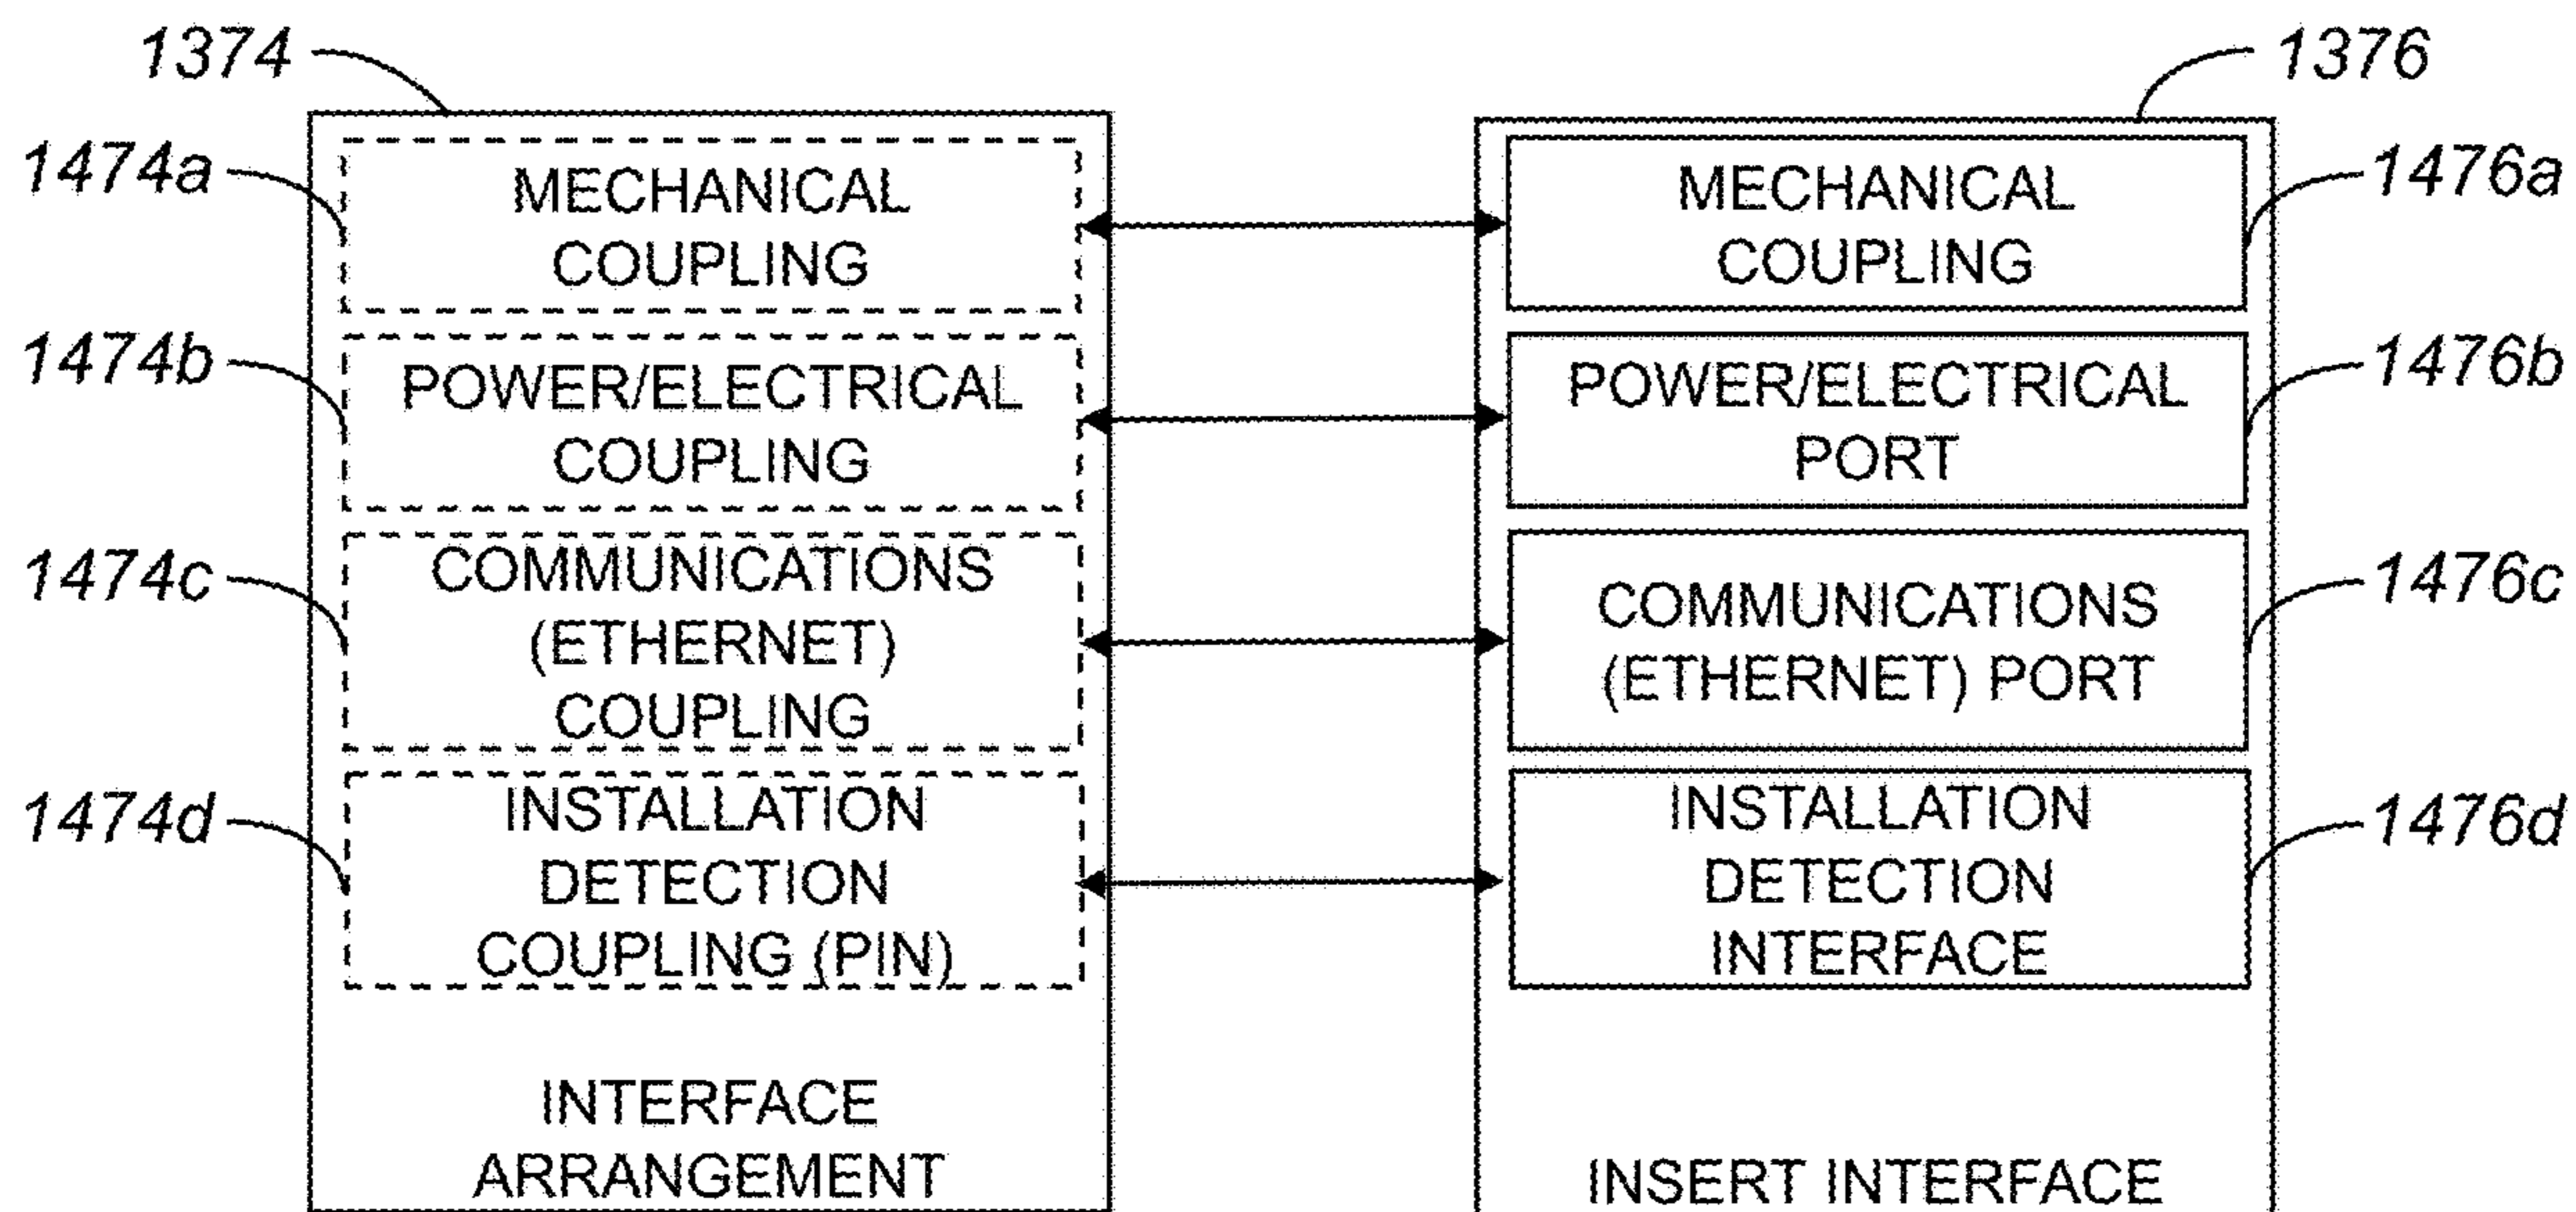 1374
1376
1474a
MECHANICAL
COUPLING
MECHANICAL
COUPLING
1476a
1474b
POWER/ELECTRICAL
COUPLING
POWER/ELECTRICAL
PORT
1476b
1474c
COMMUNICATIONS
(ETHERNET)
COUPLING
COMMUNICATIONS
(ETHERNET) PORT
1476c
1474d
INSTALLATION
DETECTION
COUPLING (PIN)
INSTALLATION
DETECTION
INTERFACE
1476d
INTERFACE
ARRANGEMENT
INSERT INTERFACE